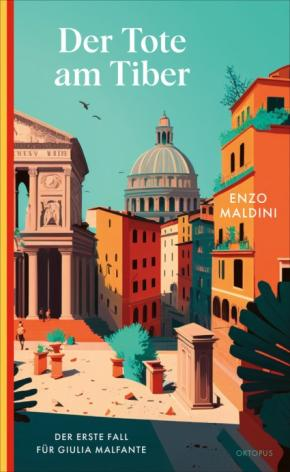 Der Tote
am Tiber
ENZO
MALDINI
DER ERSTE FALL
FÜR GIULIA MALFANTE
OKTOPUS